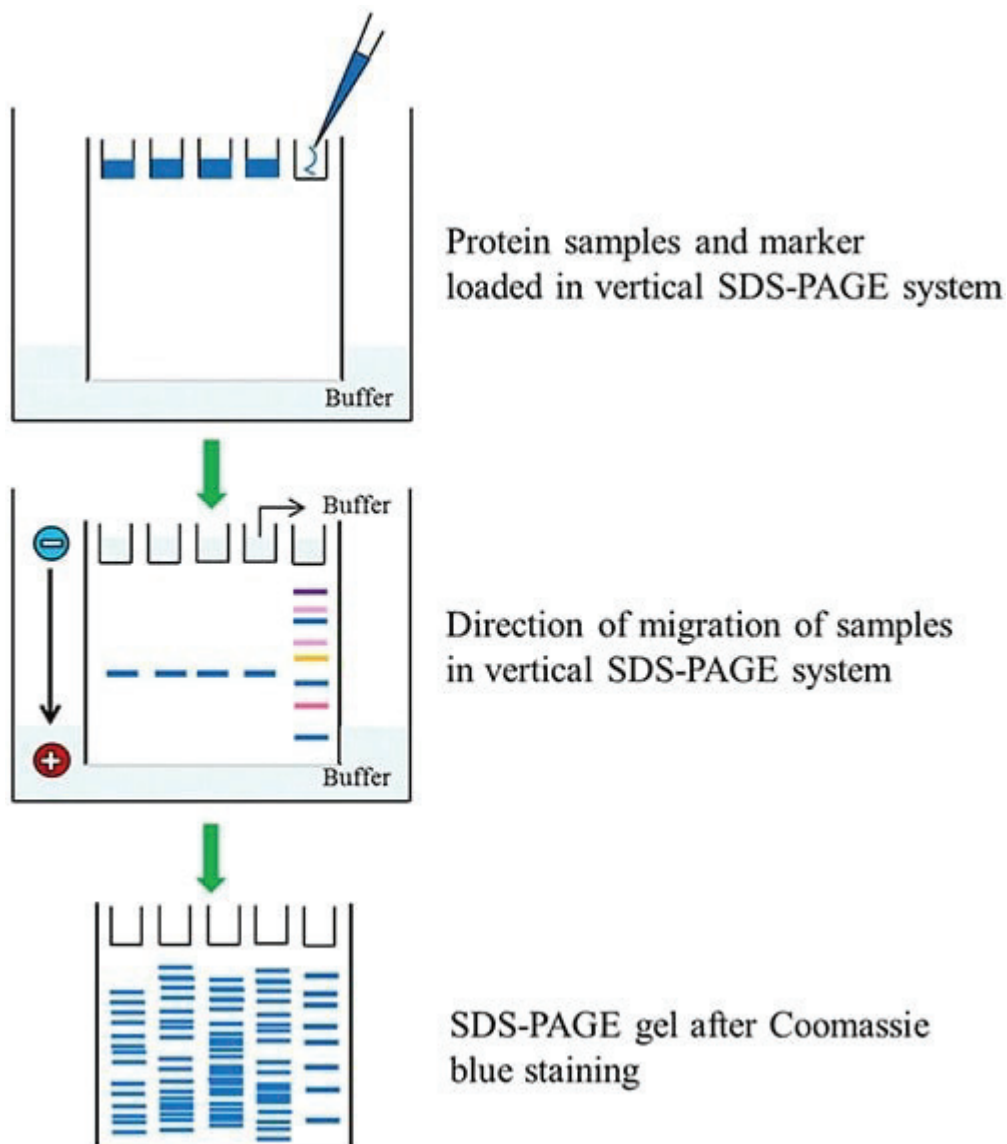 Protein samples and marker
loaded in vertical SDS-PAGE system
Buffer
Buffer
Direction of migration of samples
in vertical SDS-PAGE system
Buffer
SDS-PAGE gel after Coomassie
blue staining